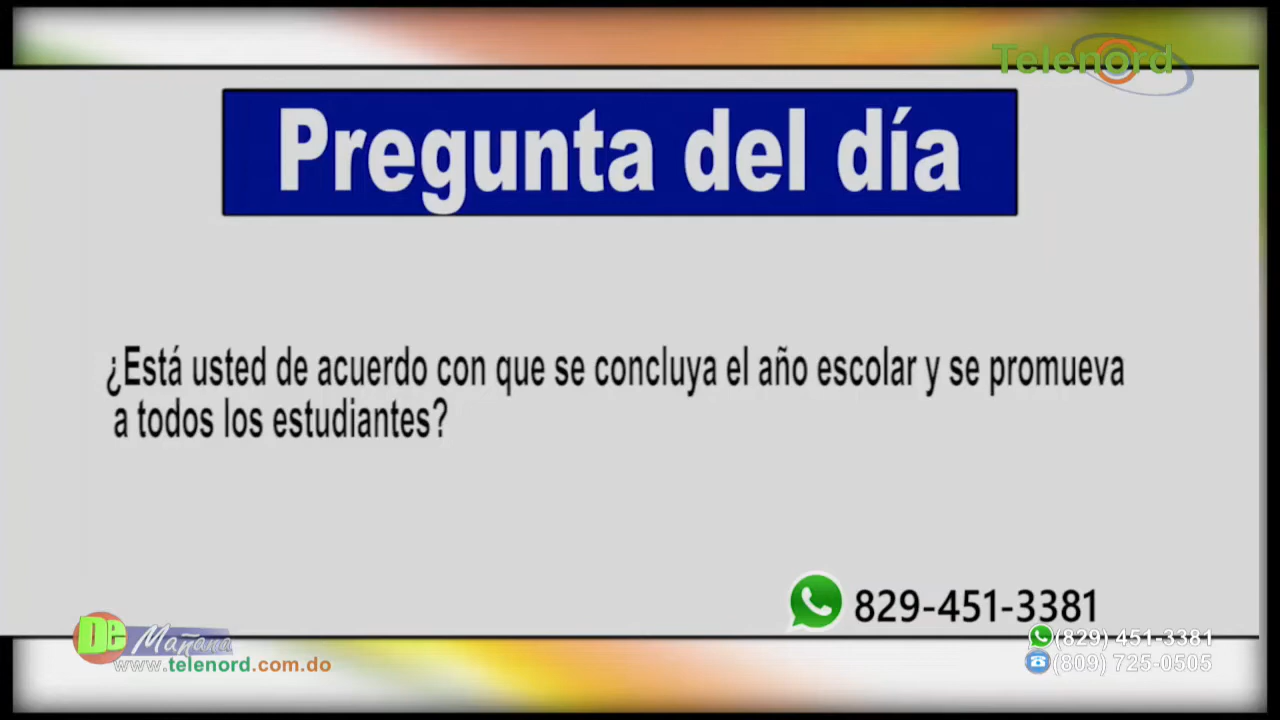 Telenord
Pregunta del día
¿Está usted de acuerdo con que se concluya el año escolar y se promueva
a todos los estudiantes?
829-451-3381
De Mañana
(829) 451-3381
www.telenord.com.do
(809) 725-0505